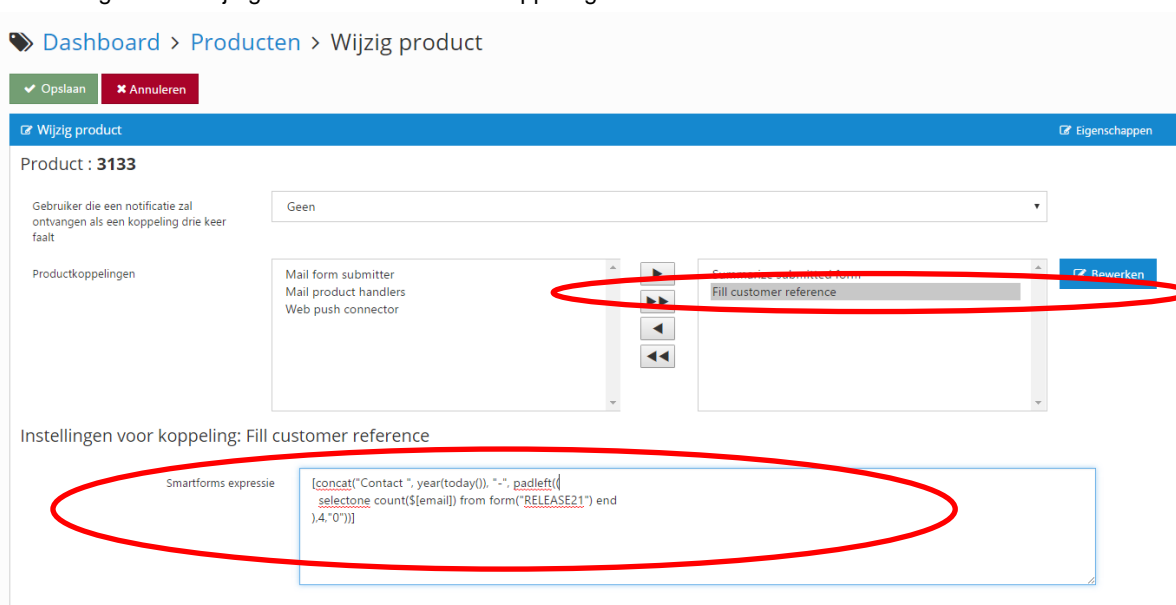 Dashboard > Producten > Wijzig product
Opslaan Annuleren
Wijzig product Eigenschappen
Product : 3133
Gebruiker die een notificatie zal
ontvangen als een koppeling drie keer
faalt
Geen
Productkoppelingen
Mail form submitter
Mail product handlers
Web push connector
Summarize submitted form
Fill customer reference
Bewerken
Instellingen voor koppeling: Fill customer reference
Smartforms expressie
[concat("Contact ", year(today()), "-", padleft((
selectone count($[email]) from form("RELEASE21") end
),4,"0"))]